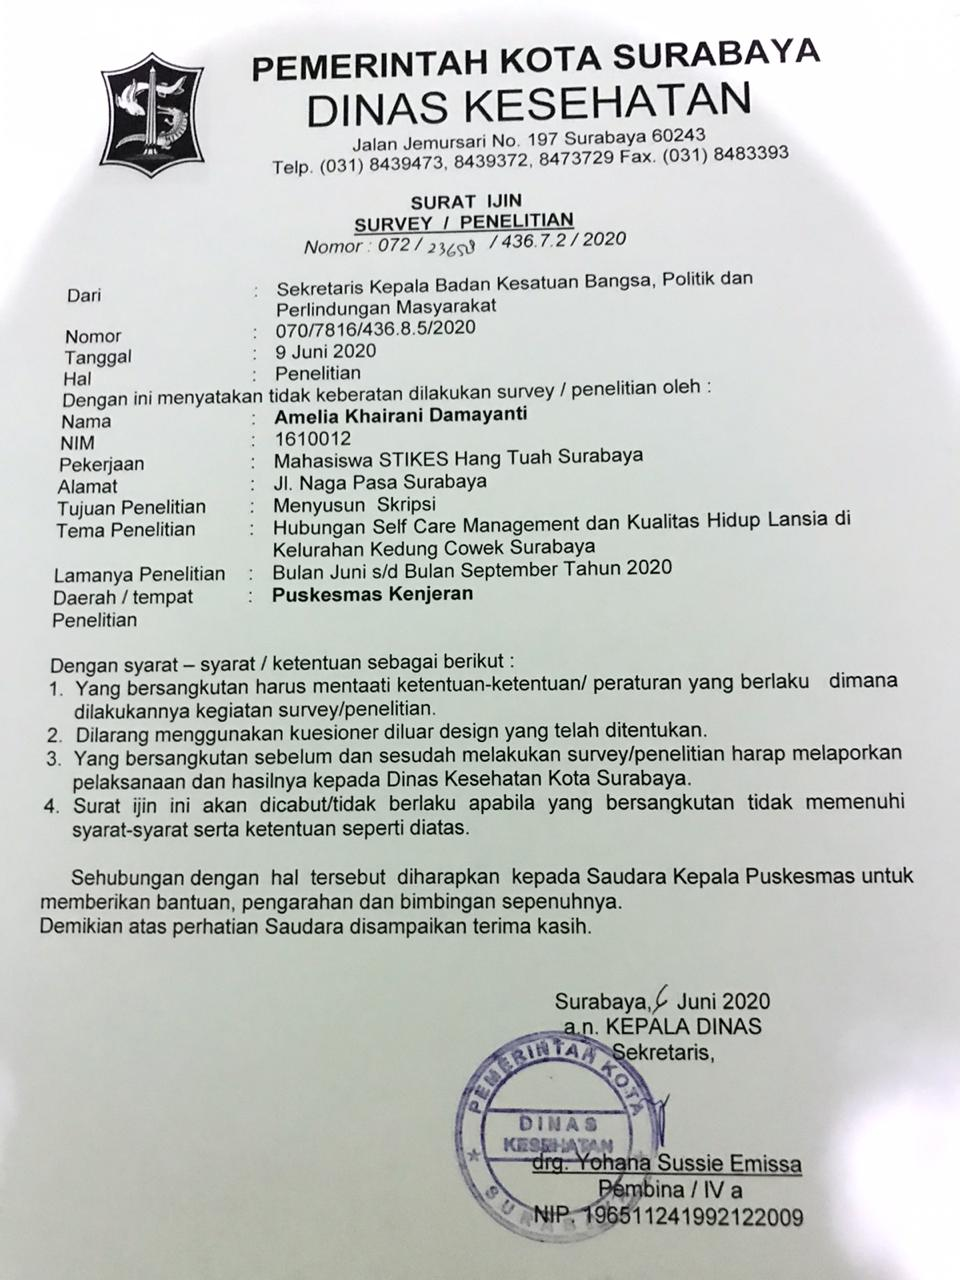 PEMERINTAH KOTA SURABAYA
DINAS KESEHATAN
Jalan Jemursari No. 197 Surabaya 60243
Telp. (031) 8439473, 8439372, 8473729 Fax. (031) 8483393
SURAT IJIN
SURVEY / PENELITIAN
Nomor : 072 / 23658 / 436.7.2 / 2020
Dari : Sekretaris Kepala Badan Kesatuan Bangsa, Politik dan
Perlindungan Masyarakat
Nomor : 070/7816/436.8.5/2020
Tanggal : 9 Juni 2020
Hal : Penelitian
Dengan ini menyatakan tidak keberatan dilakukan survey / penelitian oleh :
Nama : Amelia Khairani Damayanti
NIM : 1610012
Pekerjaan : Mahasiswa STIKES Hang Tuah Surabaya
Alamat : Jl. Naga Pasa Surabaya
Tujuan Penelitian : Menyusun Skripsi
Tema Penelitian : Hubungan Self Care Management dan Kualitas Hidup Lansia di
Kelurahan Kedung Cowek Surabaya
Lamanya Penelitian : Bulan Juni s/d Bulan September Tahun 2020
Daerah / tempat : Puskesmas Kenjeran
Penelitian
Dengan syarat – syarat / ketentuan sebagai berikut :
1. Yang bersangkutan harus mentaati ketentuan-ketentuan/ peraturan yang berlaku dimana
dilakukannya kegiatan survey/penelitian.
2. Dilarang menggunakan kuesioner diluar design yang telah ditentukan.
3. Yang bersangkutan sebelum dan sesudah melakukan survey/penelitian harap melaporkan
pelaksanaan dan hasilnya kepada Dinas Kesehatan Kota Surabaya.
4. Surat ijin ini akan dicabut/tidak berlaku apabila yang bersangkutan tidak memenuhi
syarat-syarat serta ketentuan seperti diatas.
Sehubungan dengan hal tersebut diharapkan kepada Saudara Kepala Puskesmas untuk
memberikan bantuan, pengarahan dan bimbingan sepenuhnya.
Demikian atas perhatian Saudara disampaikan terima kasih.
Surabaya, Juni 2020
a.n. KEPALA DINAS
Sekretaris,
PEMERINTAH KOTA
DINAS
KESEHATAN
SURABAYA
drg. Yohana Sussie Emissa
Pembina / IV a
NIP. 196511241992122009